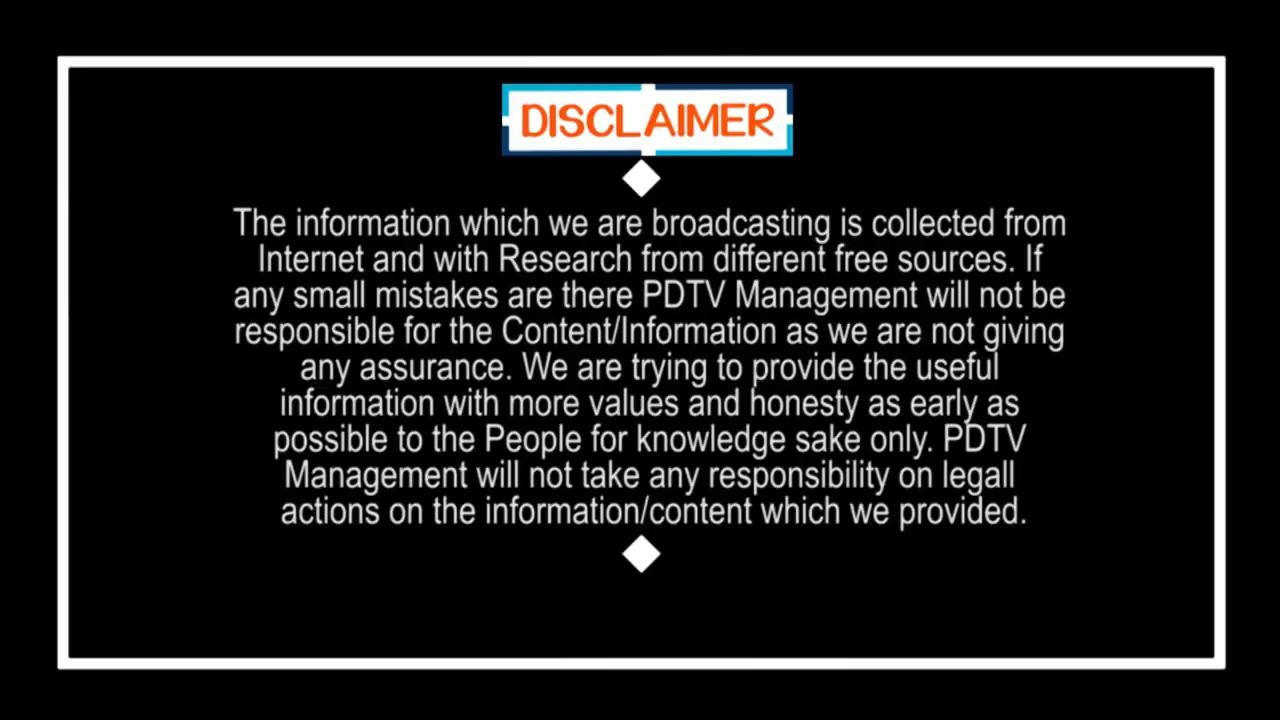 DISCLAIMER
The information which we are broadcasting is collected from
Internet and with Research from different free sources. If
any small mistakes are there PDTV Management will not be
responsible for the Content/Information as we are not giving
any assurance. We are trying to provide the useful
information with more values and honesty as early as
possible to the People for knowledge sake only. PDTV
Management will not take any responsibility on legall
actions on the information/content which we provided.